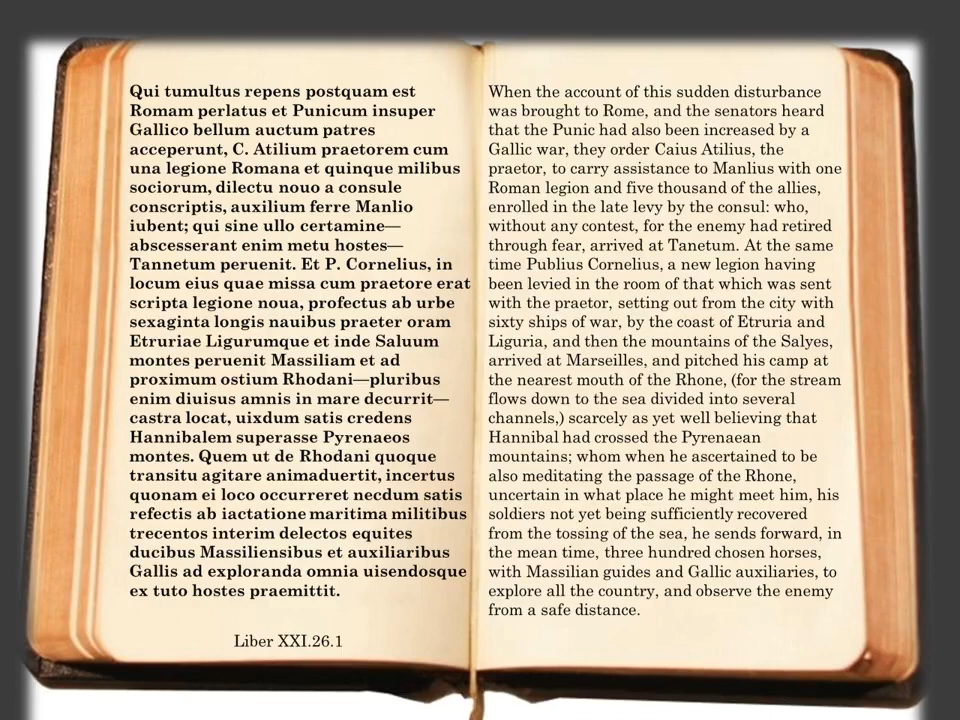 Qui tumultus repens postquam est
Romam perlatus et Punicum insuper
Gallico bellum auctum patres
acceperunt, C. Atilium praetorem cum
una legione Romana et quinque milibus
sociorum, dilectu nouo a consule
conscriptis, auxilium ferre Manlio
iubent; qui sine ullo certamine—
abscesserant enim metu hostes—
Tannetum peruenit. Et P. Cornelius, in
locum eius quae missa cum praetore erat
scripta legione noua, profectus ab urbe
sexaginta longis nauibus praeter oram
Etruriae Ligurumque et inde Saluum
montes peruenit Massiliam et ad
proximum ostium Rhodani—pluribus
enim diuisus amnis in mare decurrit—
castra locat, uixdum satis credens
Hannibalem superasse Pyrenaeos
montes. Quem ut de Rhodani quoque
transitu agitare animaduertit, incertus
quonam ei loco occurreret necdum satis
refectis ab iactatione maritima militibus
trecentos interim delectos equites
ducibus Massiliensibus et auxiliaribus
Gallis ad exploranda omnia uisendosque
ex tuto hostes praemittit.
Liber XXI.26.1
When the account of this sudden disturbance
was brought to Rome, and the senators heard
that the Punic had also been increased by a
Gallic war, they order Caius Atilius, the
praetor, to carry assistance to Manlius with one
Roman legion and five thousand of the allies,
enrolled in the late levy by the consul: who,
without any contest, for the enemy had retired
through fear, arrived at Tanetum. At the same
time Publius Cornelius, a new legion having
been levied in the room of that which was sent
with the praetor, setting out from the city with
sixty ships of war, by the coast of Etruria and
Liguria, and then the mountains of the Salyes,
arrived at Marseilles, and pitched his camp at
the nearest mouth of the Rhone, (for the stream
flows down to the sea divided into several
channels,) scarcely as yet well believing that
Hannibal had crossed the Pyrenaean
mountains; whom when he ascertained to be
also meditating the passage of the Rhone,
uncertain in what place he might meet him, his
soldiers not yet being sufficiently recovered
from the tossing of the sea, he sends forward, in
the mean time, three hundred chosen horses,
with Massilian guides and Gallic auxiliaries, to
explore all the country, and observe the enemy
from a safe distance.